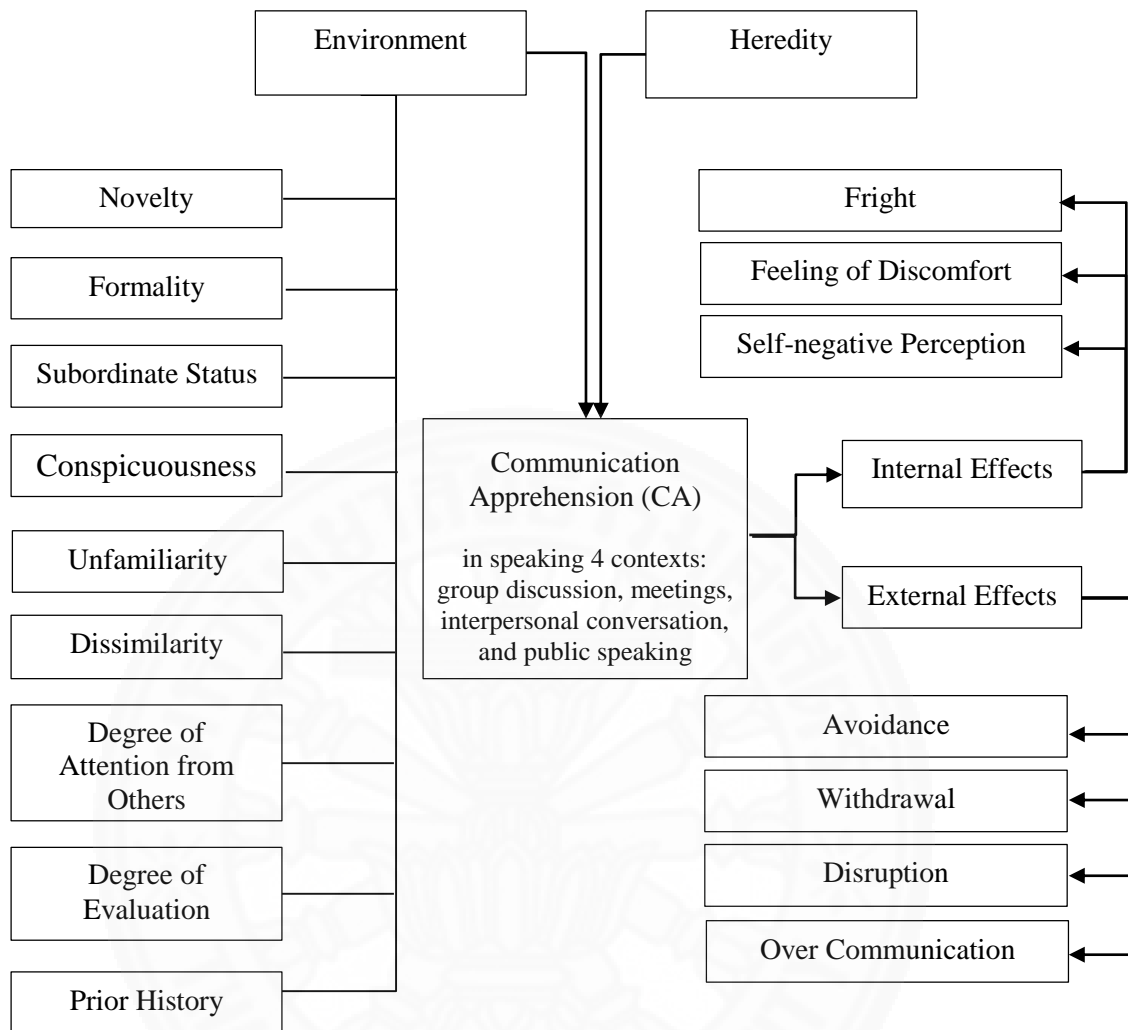 Environment
Heredity
Novelty
Formality
Subordinate Status
Conspicuousness
Unfamiliarity
Dissimilarity
Degree of
Attention from
Others
Degree of
Evaluation
Prior History
Communication
Apprehension (CA)
in speaking 4 contexts:
group discussion, meetings,
interpersonal conversation,
and public speaking
Fright
Feeling of Discomfort
Self-negative Perception
Internal Effects
External Effects
Avoidance
Withdrawal
Disruption
Over Communication